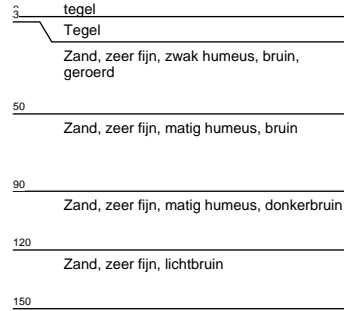 tegel
3
Tegel
Zand, zeer fijn, zwak humeus, bruin,
geroerd
50
Zand, zeer fijn, matig humeus, bruin
90
Zand, zeer fijn, matig humeus, donkerbruin
120
Zand, zeer fijn, lichtbruin
150